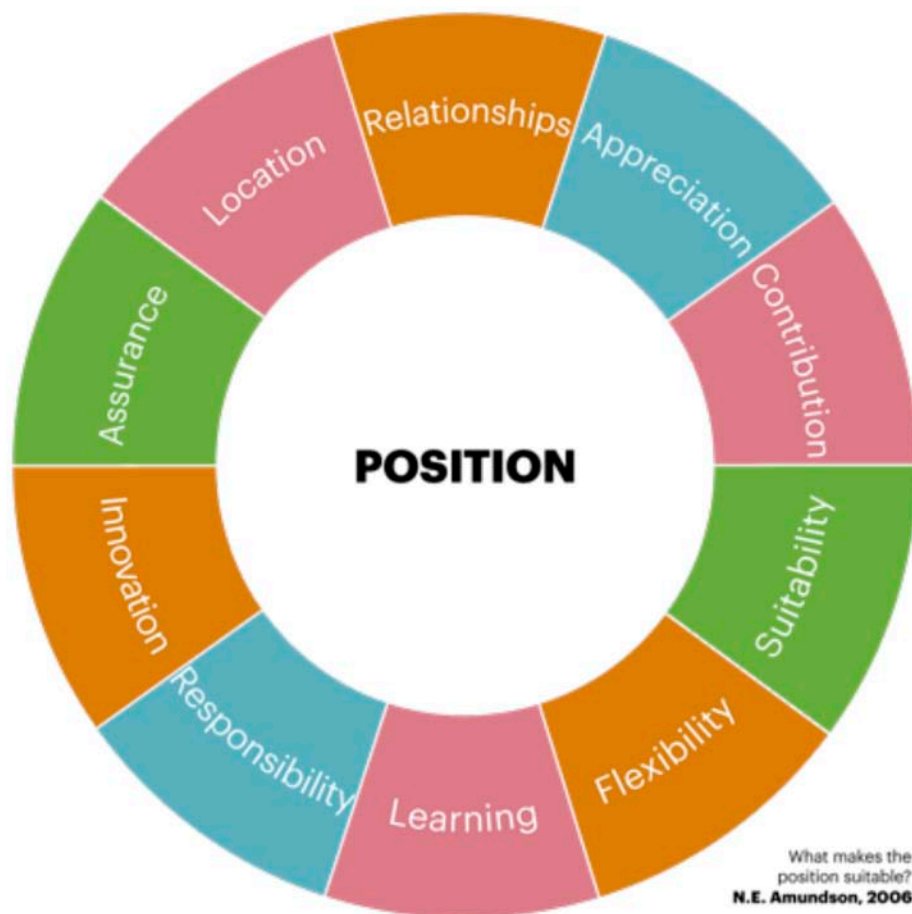 Relationships
Appreciation
Contribution
Suitability
Flexibility
Learning
Responsibility
Innovation
Assurance
Location
POSITION
What makes the
position suitable?
N.E. Amundson, 2006